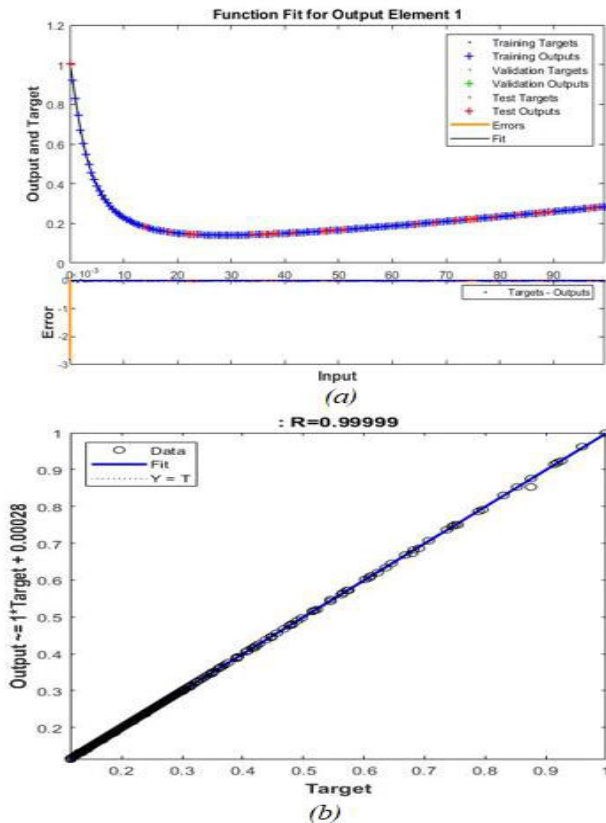 Function Fit for Output Element 1
1.2
1
0.8
0.6
0.4
0.2
0
Output and Target
Training Targets
Training Outputs
Validation Targets
Validation Outputs
Test Targets
Test Outputs
Errors
Fit
0 10 20 30 40 50 60 70 80 90
×10-3
0
-1
-2
-3
Error
Targets - Outputs
Input
(a)
: R=0.99999
Data
Fit
Y = T
1
0.9
0.8
0.7
0.6
0.5
0.4
0.3
0.2
Output ~= 1*Target + 0.00028
0.2 0.3 0.4 0.5 0.6 0.7 0.8 0.9 1
Target
(b)